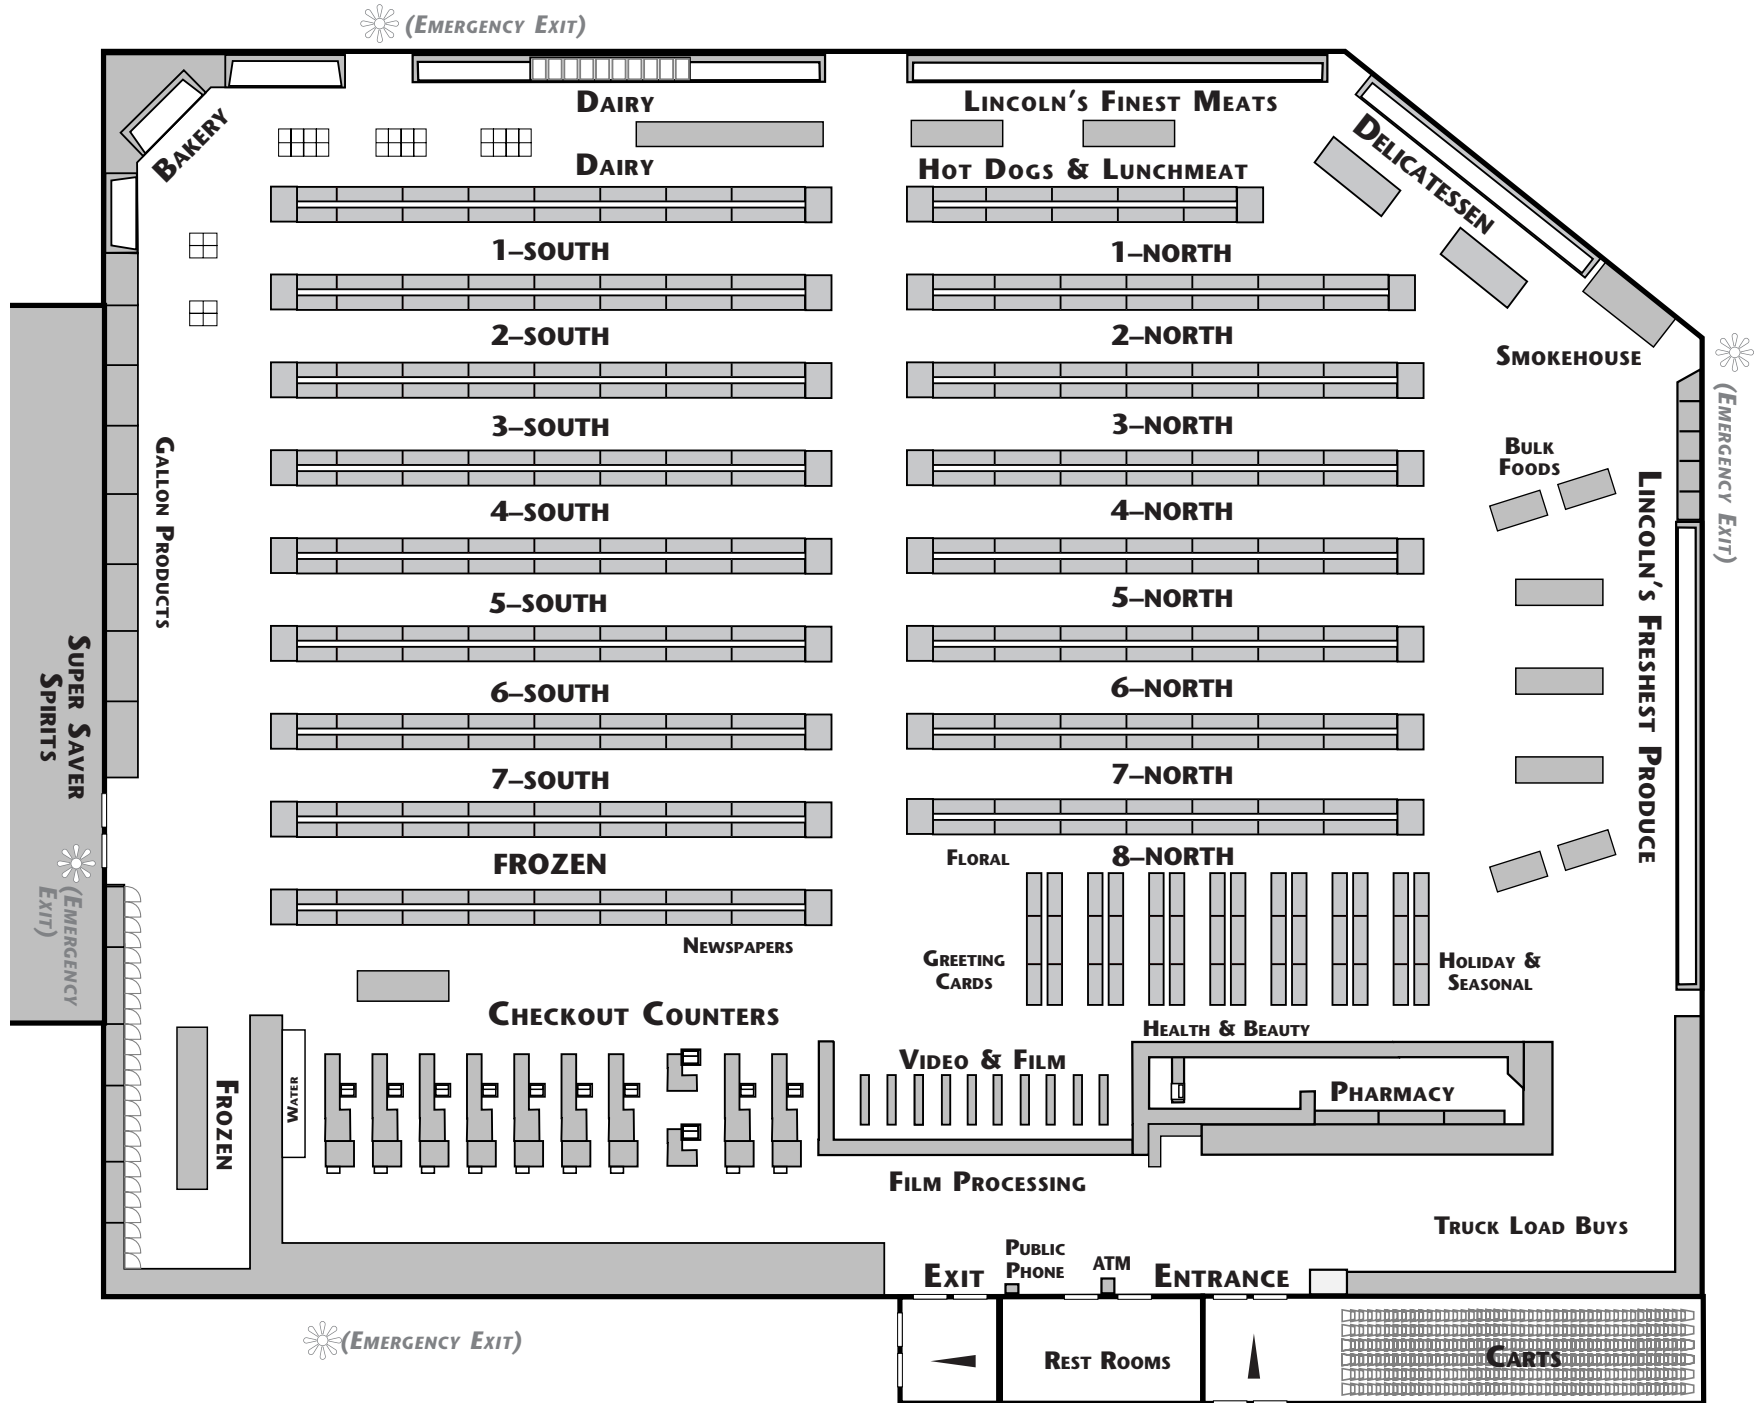 (Emergency Exit)
Dairy
Lincoln's Finest Meats
Bakery
Delicatessen
Dairy
Hot Dogs & Lunchmeat
1–SOUTH
1–NORTH
2–SOUTH
2–NORTH
Smokehouse
(Emergency Exit)
3–SOUTH
3–NORTH
Gallon Products
Bulk
Foods
Lincoln's Freshest Produce
4–SOUTH
4–NORTH
5–SOUTH
5–NORTH
Super Saver
Spirits
6–SOUTH
6–NORTH
7–SOUTH
7–NORTH
FROZEN
Floral
8–NORTH
(Emergency
Exit)
Newspapers
Greeting
Cards
Holiday &
Seasonal
Checkout Counters
Health & Beauty
Video & Film
Pharmacy
Frozen
Water
Film Processing
Truck Load Buys
Public
Phone
ATM
Exit
Entrance
(Emergency Exit)
Rest Rooms
Carts